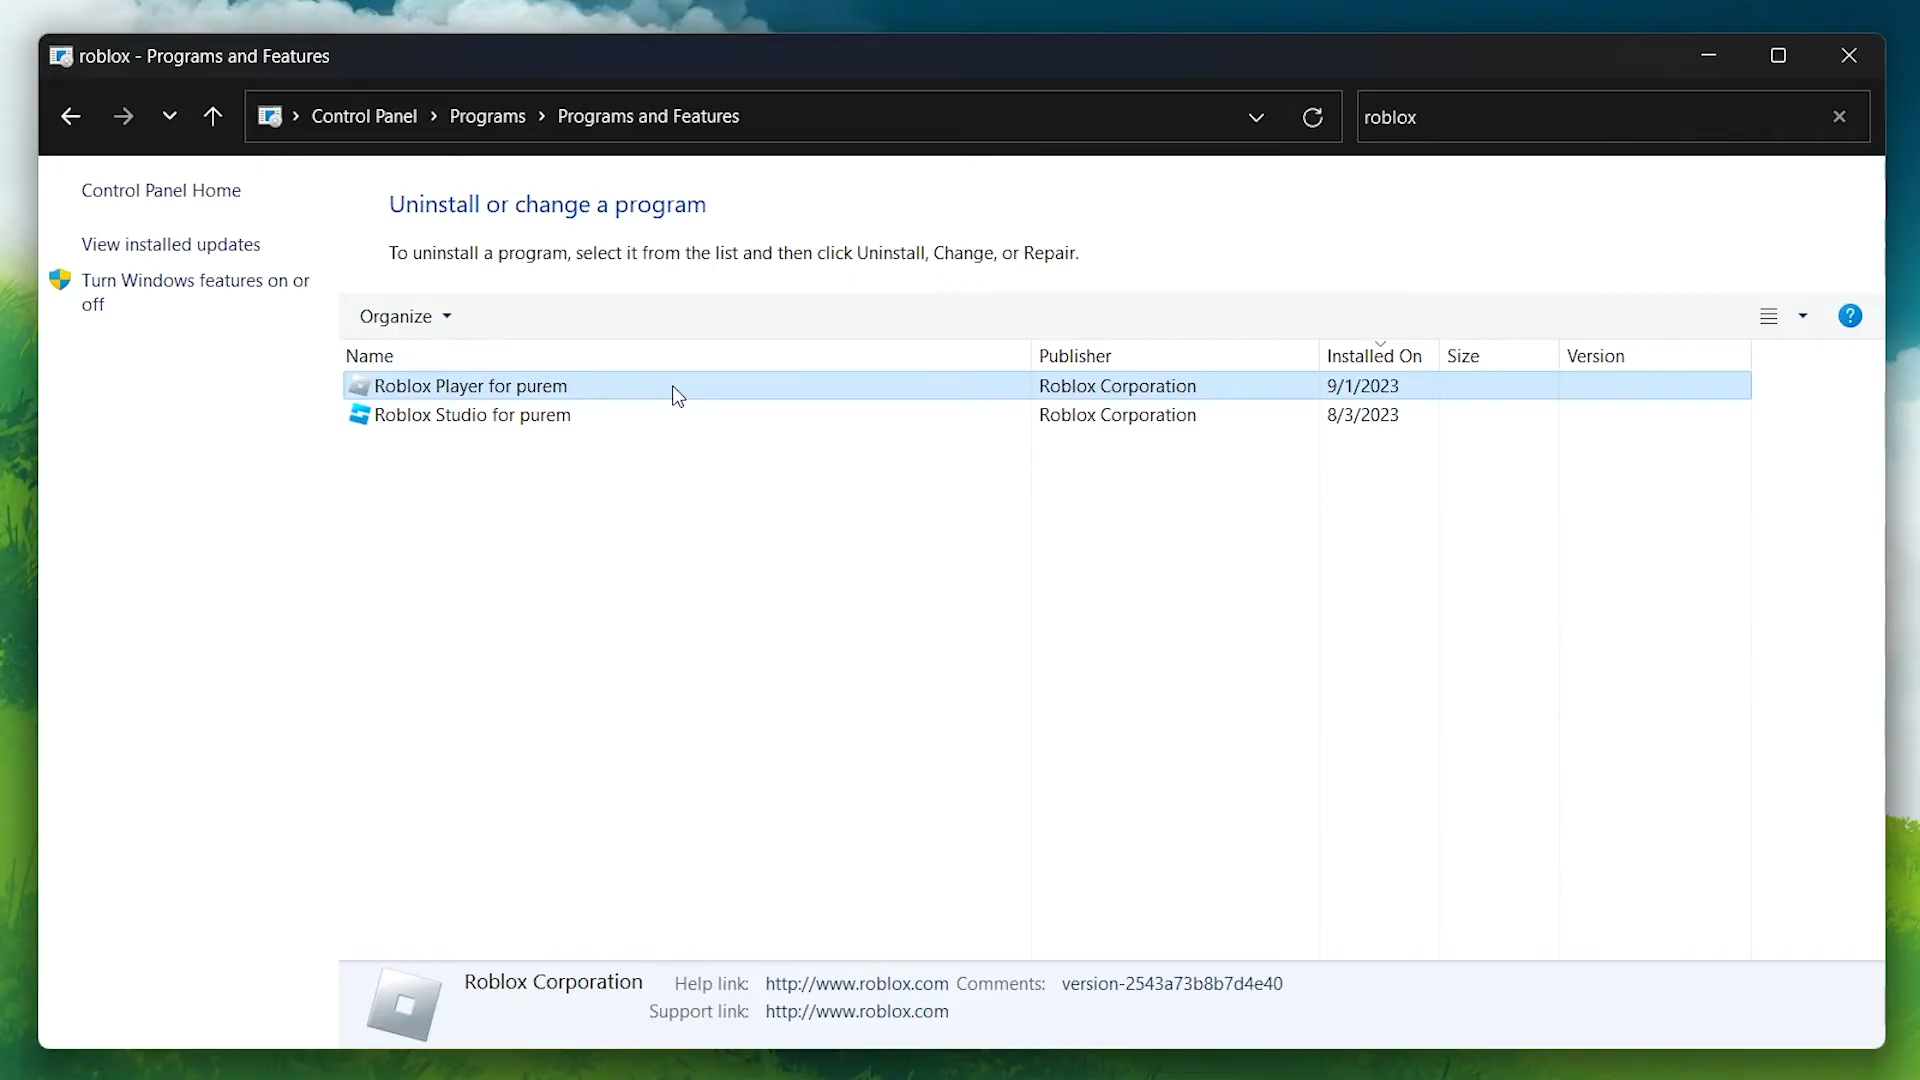 roblox - Programs and Features
Control Panel Programs Programs and Features
roblox
Control Panel Home
View installed updates
Turn Windows features on or
off
Uninstall or change a program
To uninstall a program, select it from the list and then click Uninstall, Change, or Repair.
Organize
?
Name Publisher Installed On Size Version
Roblox Player for purem Roblox Corporation 9/1/2023
Roblox Studio for purem Roblox Corporation 8/3/2023
Roblox Corporation Help link: http://www.roblox.com Comments: version-2543a73b8b7d4e40
Support link: http://www.roblox.com